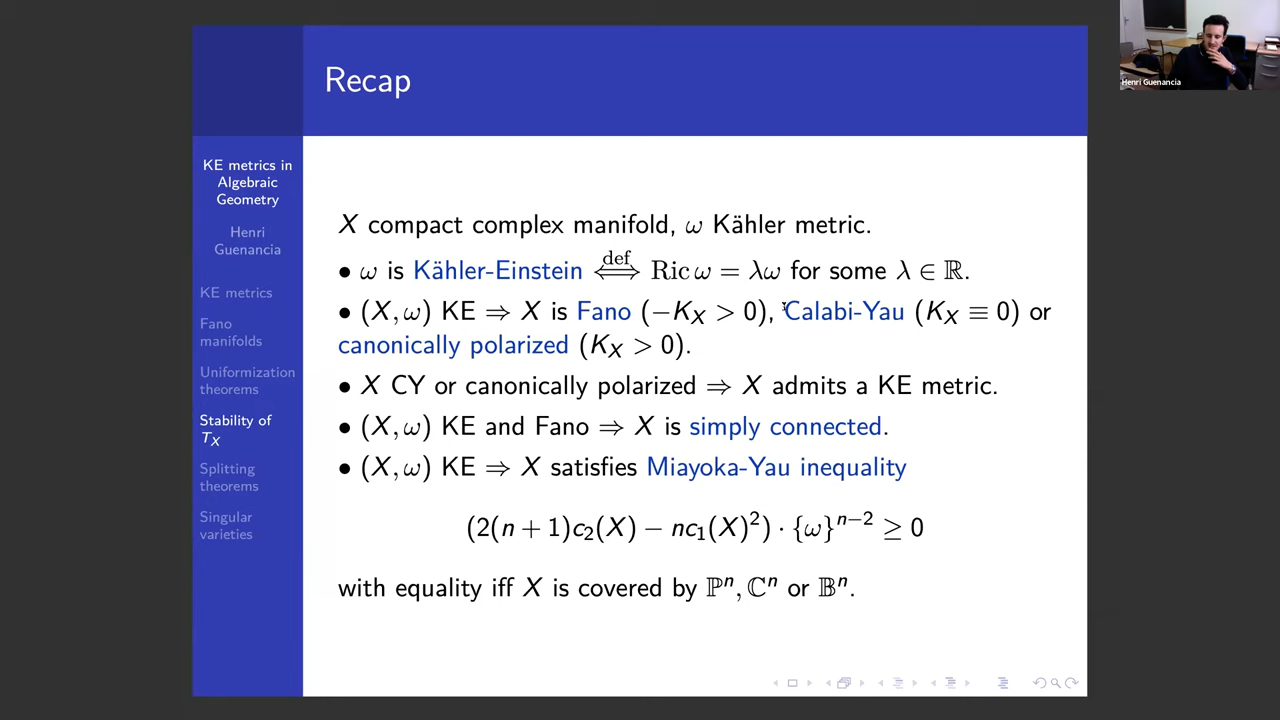 Recap
KE metrics in
Algebraic
Geometry
Henri
Guenancia
KE metrics
Fano
manifolds
Uniformization
theorems
Stability of
T_X
Splitting
theorems
Singular
varieties
X compact complex manifold, ω Kähler metric.
• ω is Kähler-Einstein ⟺^def Ric ω = λω for some λ ∈ ℝ.
• (X, ω) KE ⇒ X is Fano (−K_X > 0), Calabi-Yau (K_X ≡ 0) or
canonically polarized (K_X > 0).
• X CY or canonically polarized ⇒ X admits a KE metric.
• (X, ω) KE and Fano ⇒ X is simply connected.
• (X, ω) KE ⇒ X satisfies Miayoka-Yau inequality
(2(n + 1)c₂(X) − nc₁(X)²) · {ω}ⁿ⁻² ≥ 0
with equality iff X is covered by ℙⁿ, ℂⁿ or 𝔹ⁿ.
Henri Guenancia